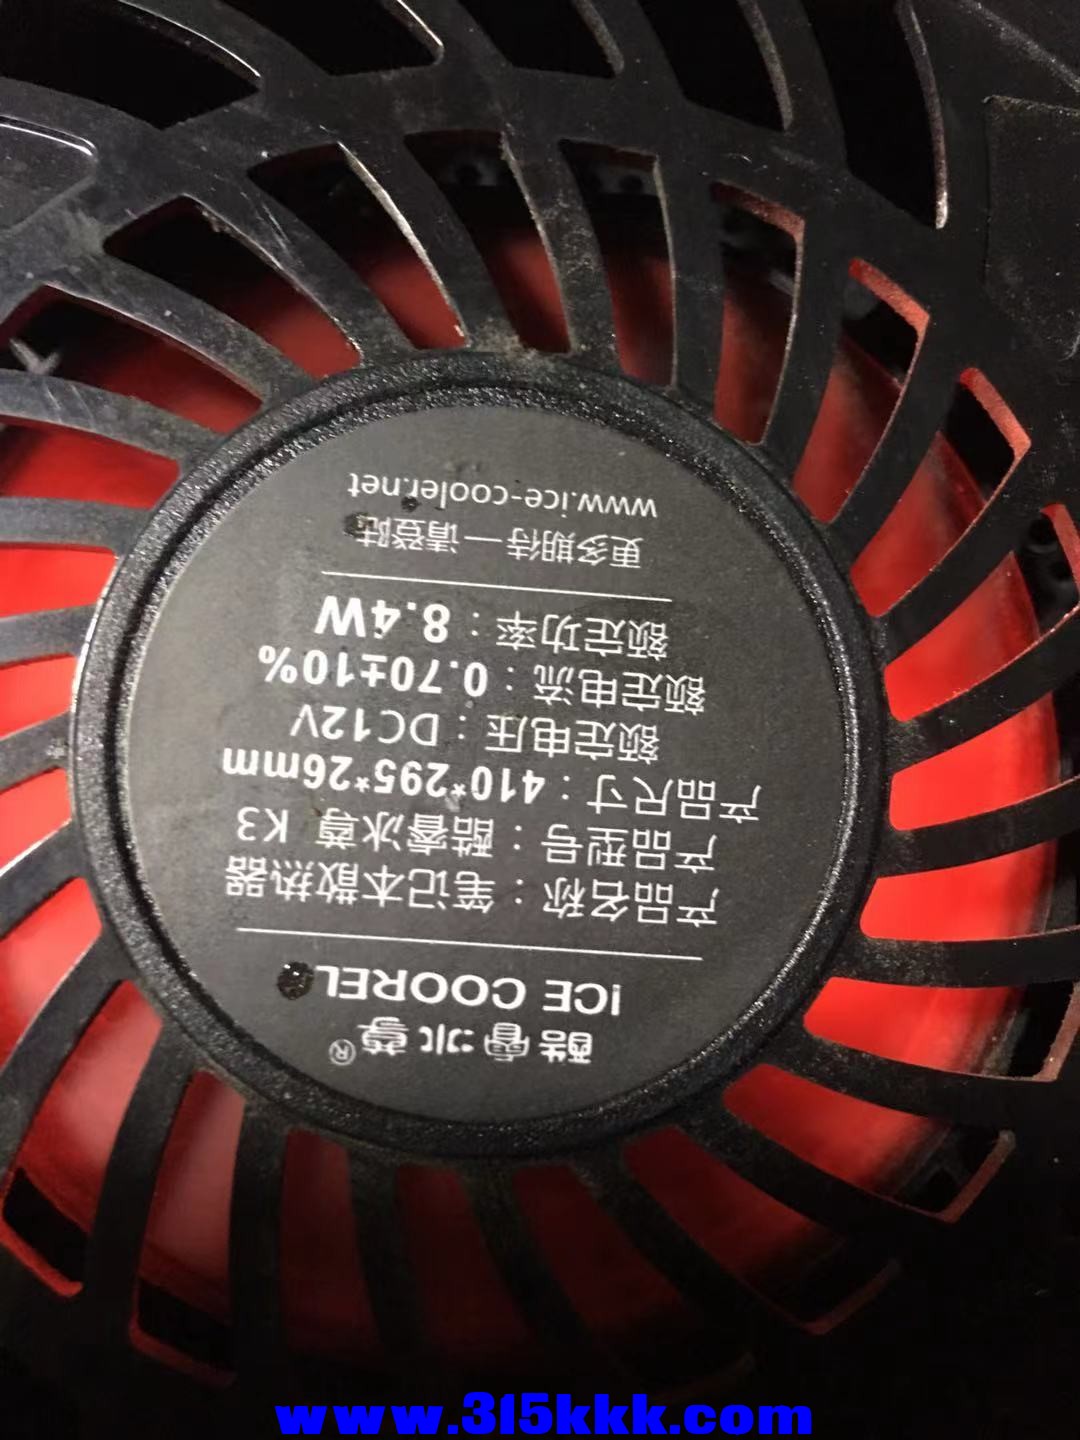 酷睿冰尊®
ICE COOREL
产品名称：笔记本散热器
产品型号：酷睿冰尊 K3
产品尺寸：410*295*26mm
额定电压：DC12V
额定电流：0.70±10%
额定功率：8.4W
更多期待一请登陆
www.ice-cooler.net
www.315kkk.com